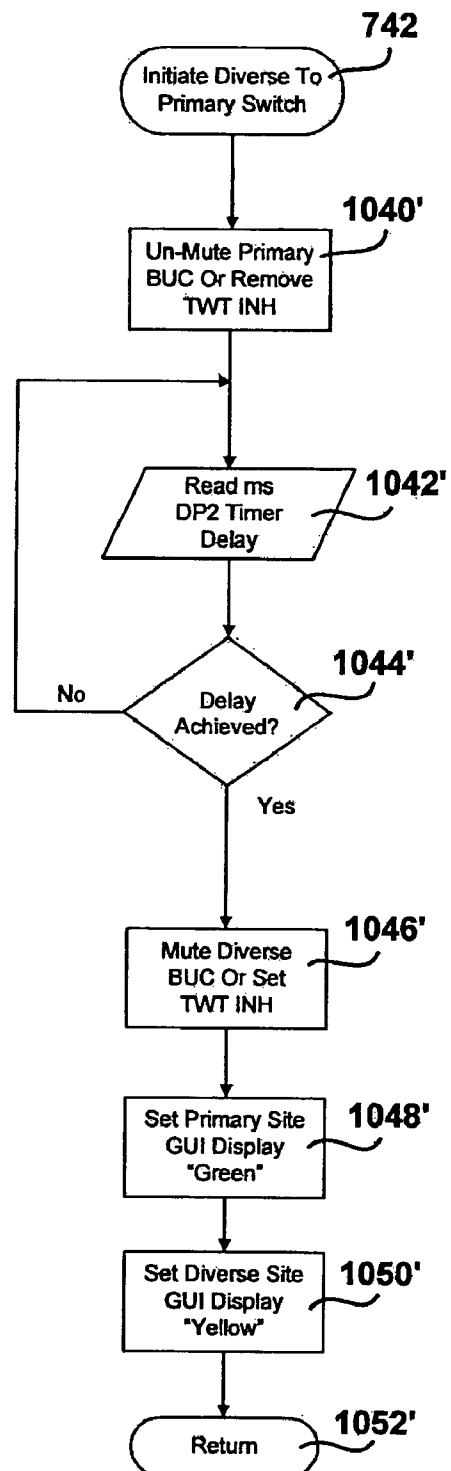 742
Initiate Diverse To
Primary Switch
1040'
Un-Mute Primary
BUC Or Remove
TWT INH
Read ms
DP2 Timer
Delay
1042'
1044'
No
Delay
Achieved?
Yes
1046'
Mute Diverse
BUC Or Set
TWT INH
Set Primary Site
GUI Display
"Green"
1048'
Set Diverse Site
GUI Display
"Yellow"
1050'
Return
1052'